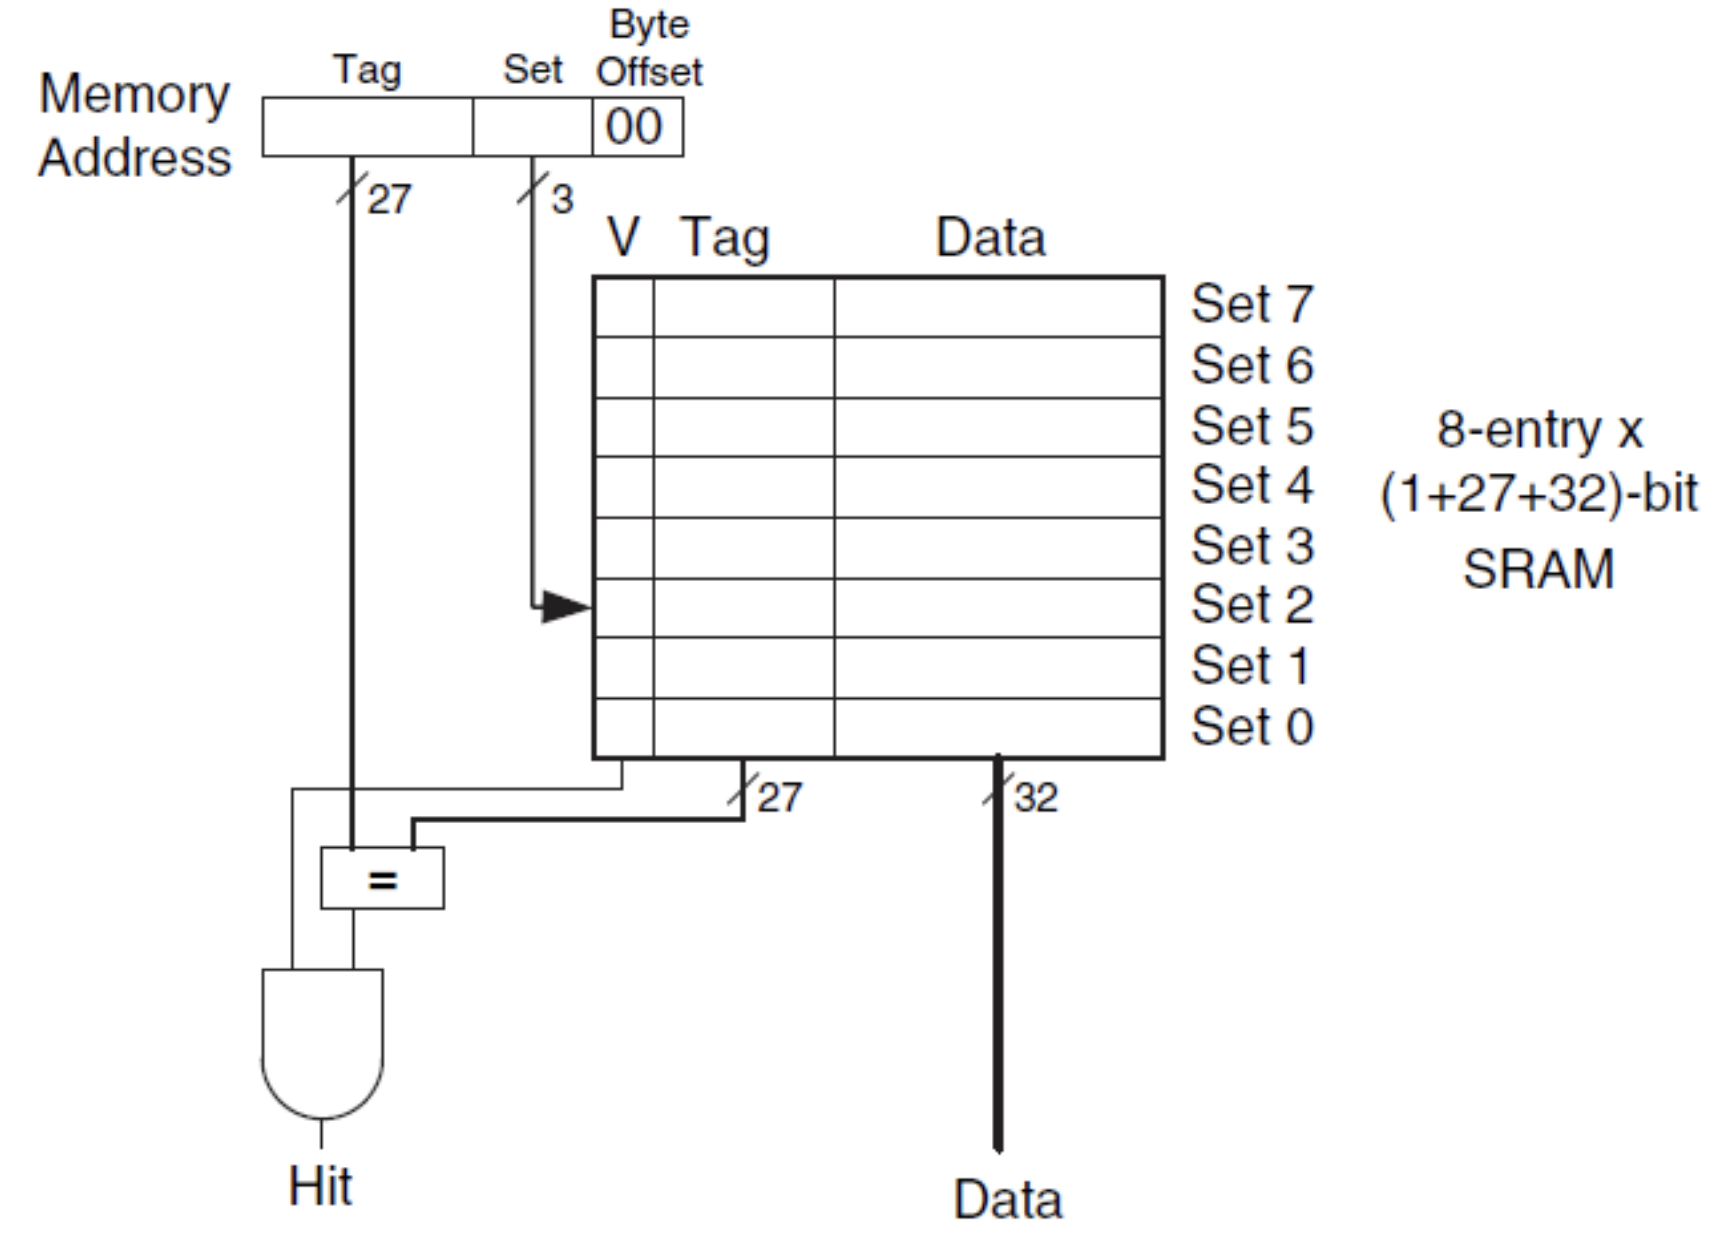 Byte
Tag Set Offset
Memory
Address
00
27 3
V Tag Data
Set 7
Set 6
Set 5
Set 4
Set 3
Set 2
Set 1
Set 0
8-entry x
(1+27+32)-bit
SRAM
27 32
=
Hit
Data